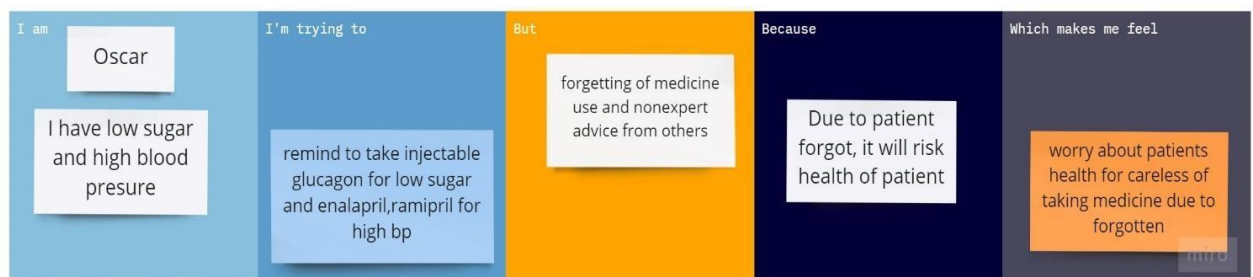 I am
Oscar
I have low sugar
and high blood
presure
I'm trying to
remind to take injectable
glucagon for low sugar
and enalapril,ramipril for
high bp
But
forgetting of medicine
use and nonexpert
advice from others
Because
Due to patient
forgot, it will risk
health of patient
Which makes me feel
worry about patients
health for careless of
taking medicine due to
forgotten
miro